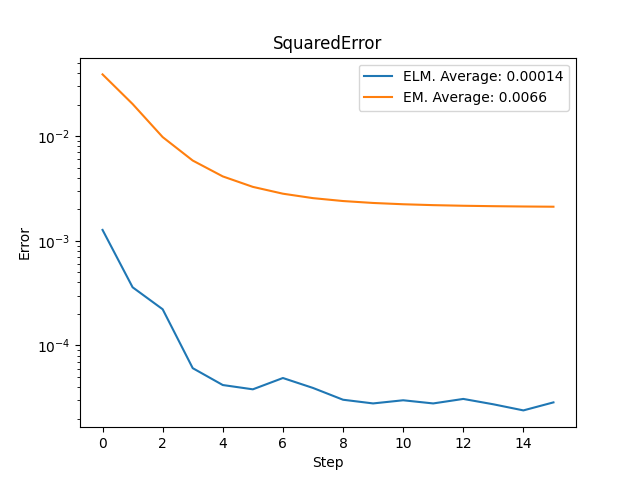 SquaredError
ELM. Average: 0.00014
EM. Average: 0.0066
10⁻²
10⁻³
10⁻⁴
Error
0 2 4 6 8 10 12 14
Step